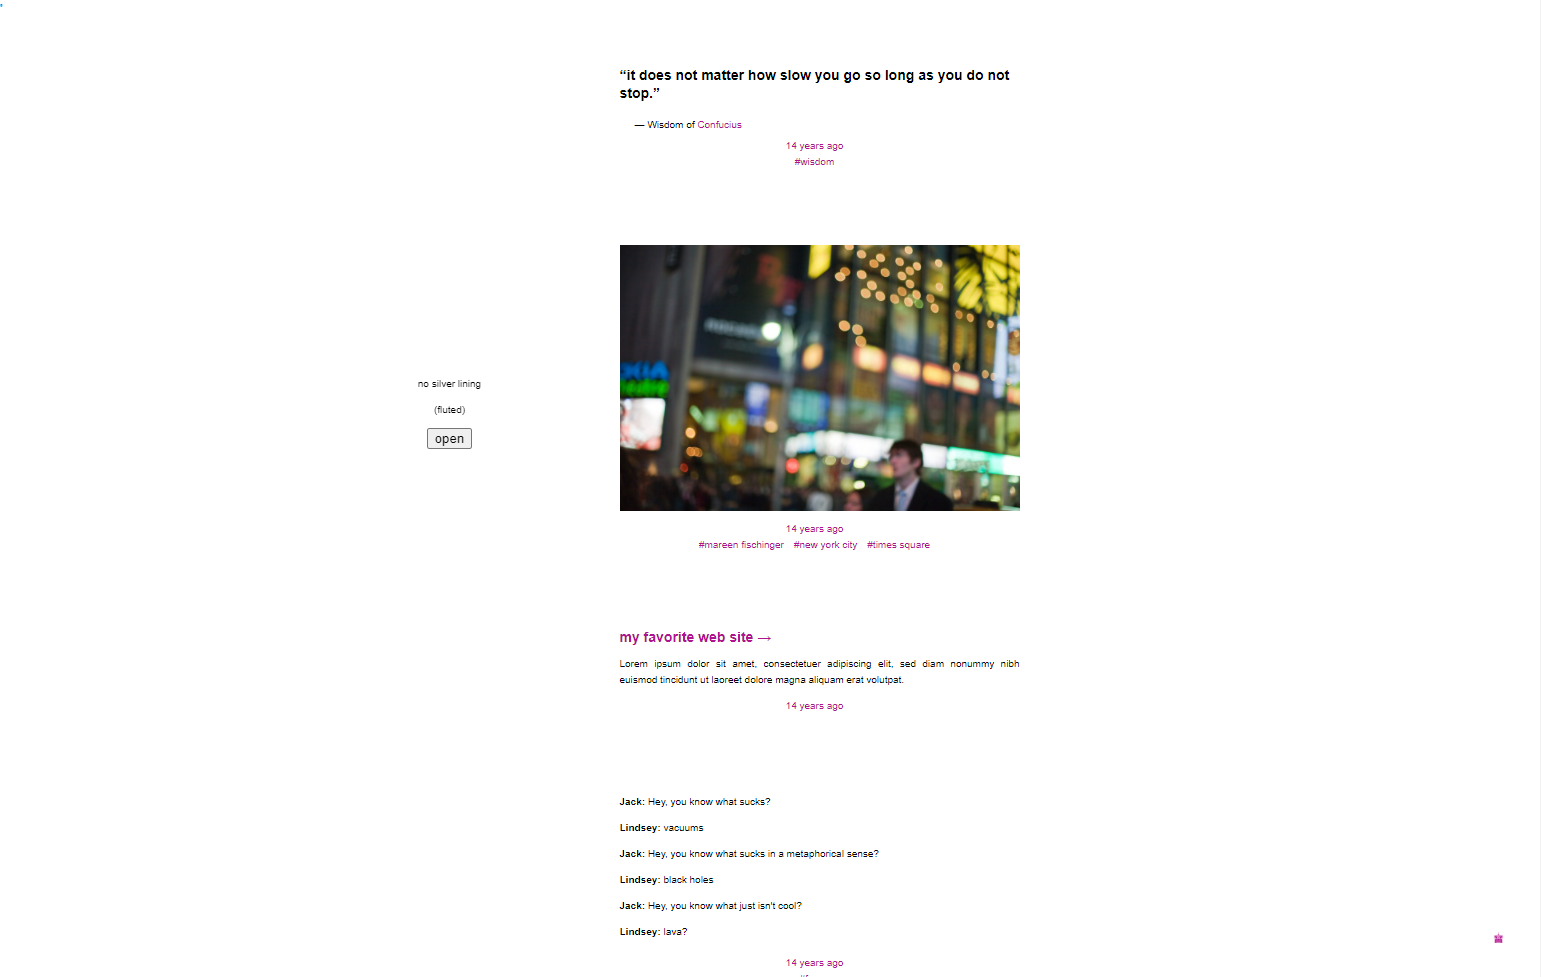 “it does not matter how slow you go so long as you do not
stop.”
— Wisdom of Confucius
14 years ago
#wisdom
no silver lining
(fluted)
open
14 years ago
#mareen fischinger #new york city #times square
my favorite web site →
Lorem ipsum dolor sit amet, consectetuer adipiscing elit, sed diam nonummy nibh
euismod tincidunt ut laoreet dolore magna aliquam erat volutpat.
14 years ago
Jack: Hey, you know what sucks?
Lindsey: vacuums
Jack: Hey, you know what sucks in a metaphorical sense?
Lindsey: black holes
Jack: Hey, you know what just isn't cool?
Lindsey: lava?
14 years ago